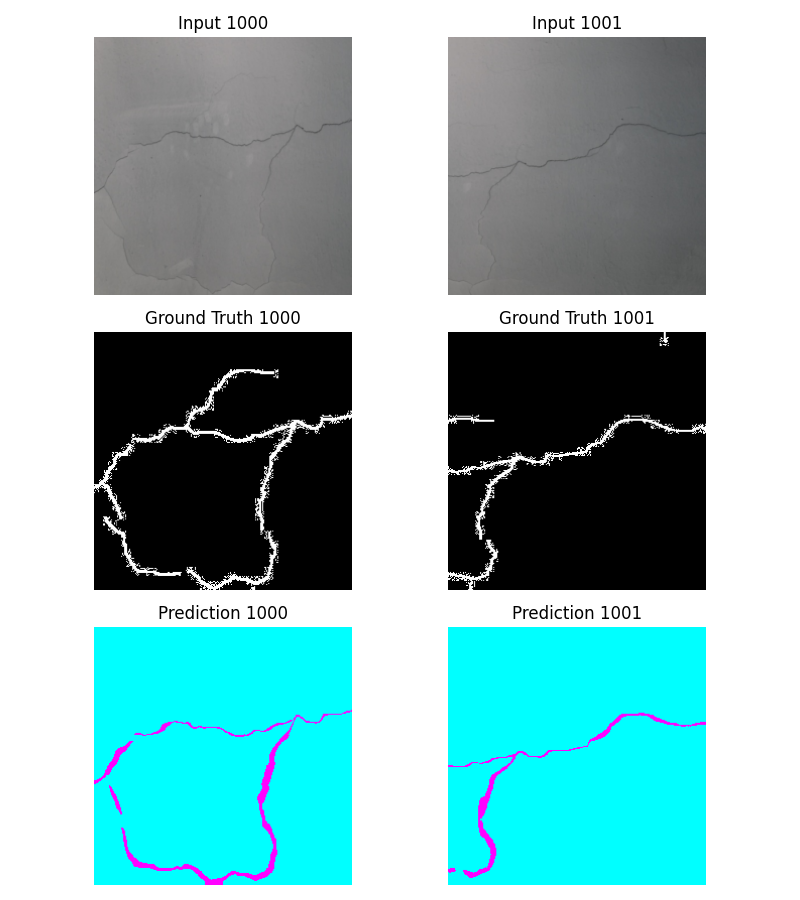 Input 1000
Input 1001
Ground Truth 1000
Ground Truth 1001
Prediction 1000
Prediction 1001